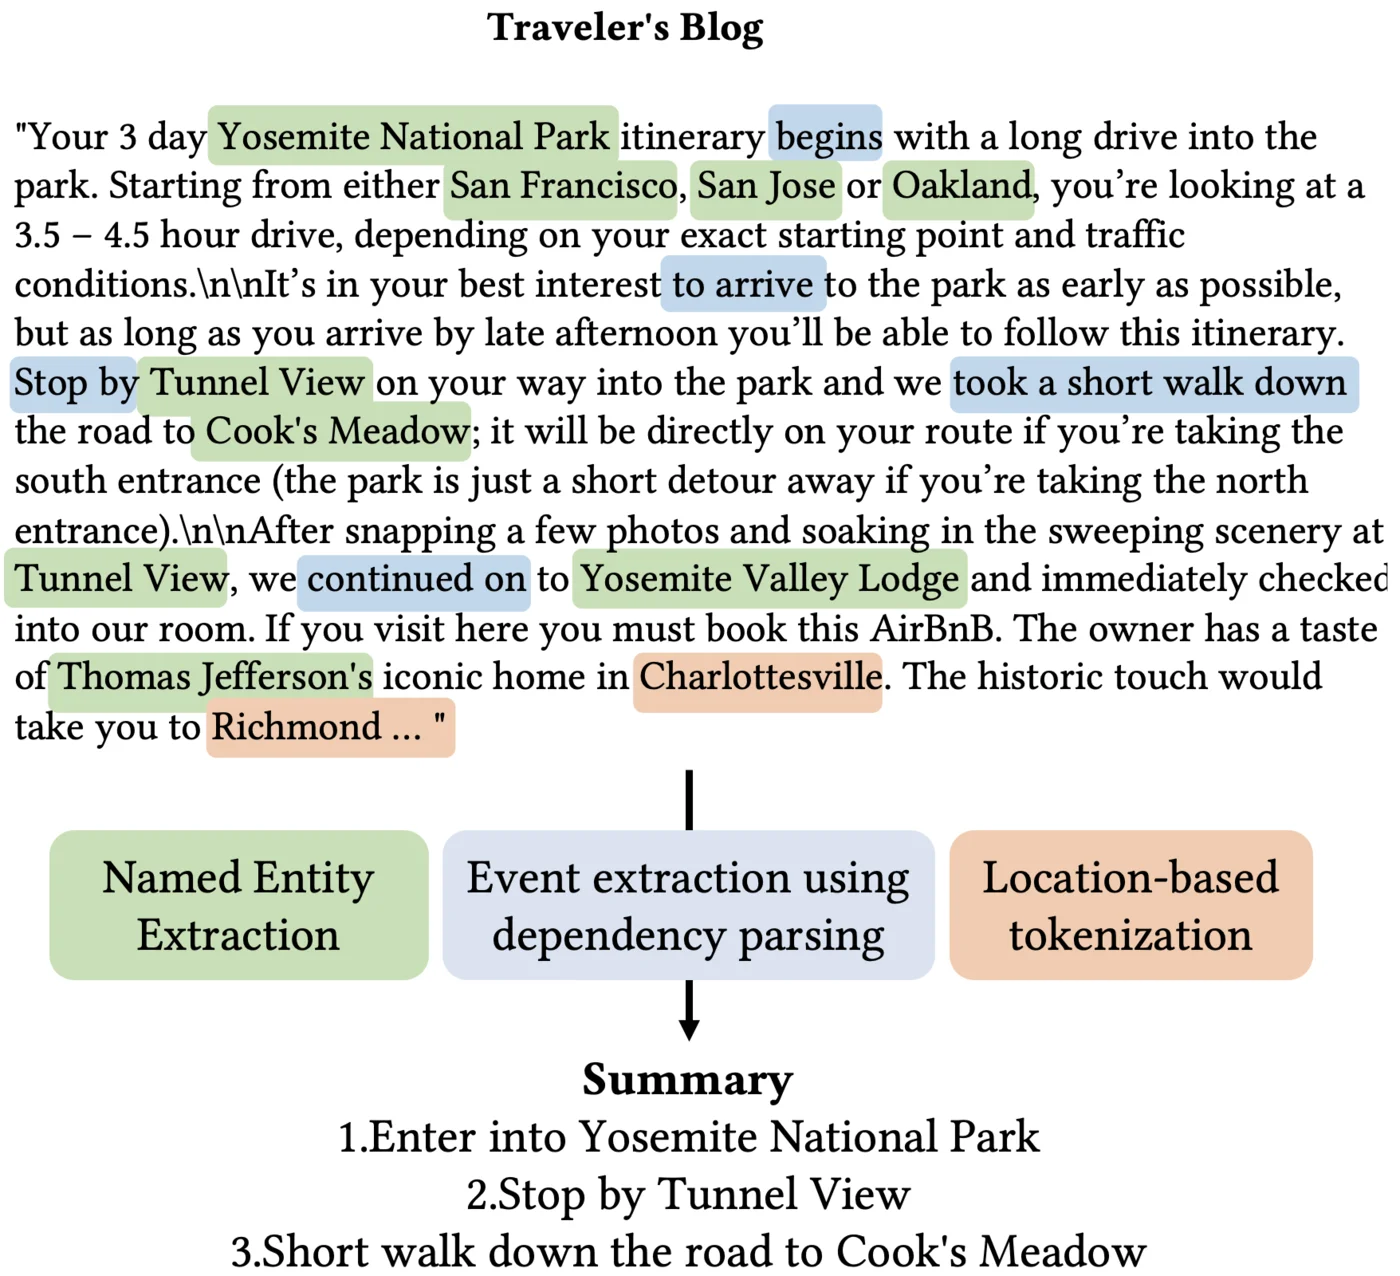 Traveler's Blog
"Your 3 day Yosemite National Park itinerary begins with a long drive into the
park. Starting from either San Francisco, San Jose or Oakland, you’re looking at a
3.5 – 4.5 hour drive, depending on your exact starting point and traffic
conditions.\n\nIt’s in your best interest to arrive to the park as early as possible,
but as long as you arrive by late afternoon you’ll be able to follow this itinerary.
Stop by Tunnel View on your way into the park and we took a short walk down
the road to Cook's Meadow; it will be directly on your route if you’re taking the
south entrance (the park is just a short detour away if you’re taking the north
entrance).\n\nAfter snapping a few photos and soaking in the sweeping scenery at
Tunnel View, we continued on to Yosemite Valley Lodge and immediately checked
into our room. If you visit here you must book this AirBnB. The owner has a taste
of Thomas Jefferson's iconic home in Charlottesville. The historic touch would
take you to Richmond ... "
Named Entity
Extraction
Event extraction using
dependency parsing
Location-based
tokenization
Summary
1.Enter into Yosemite National Park
2.Stop by Tunnel View
3.Short walk down the road to Cook's Meadow